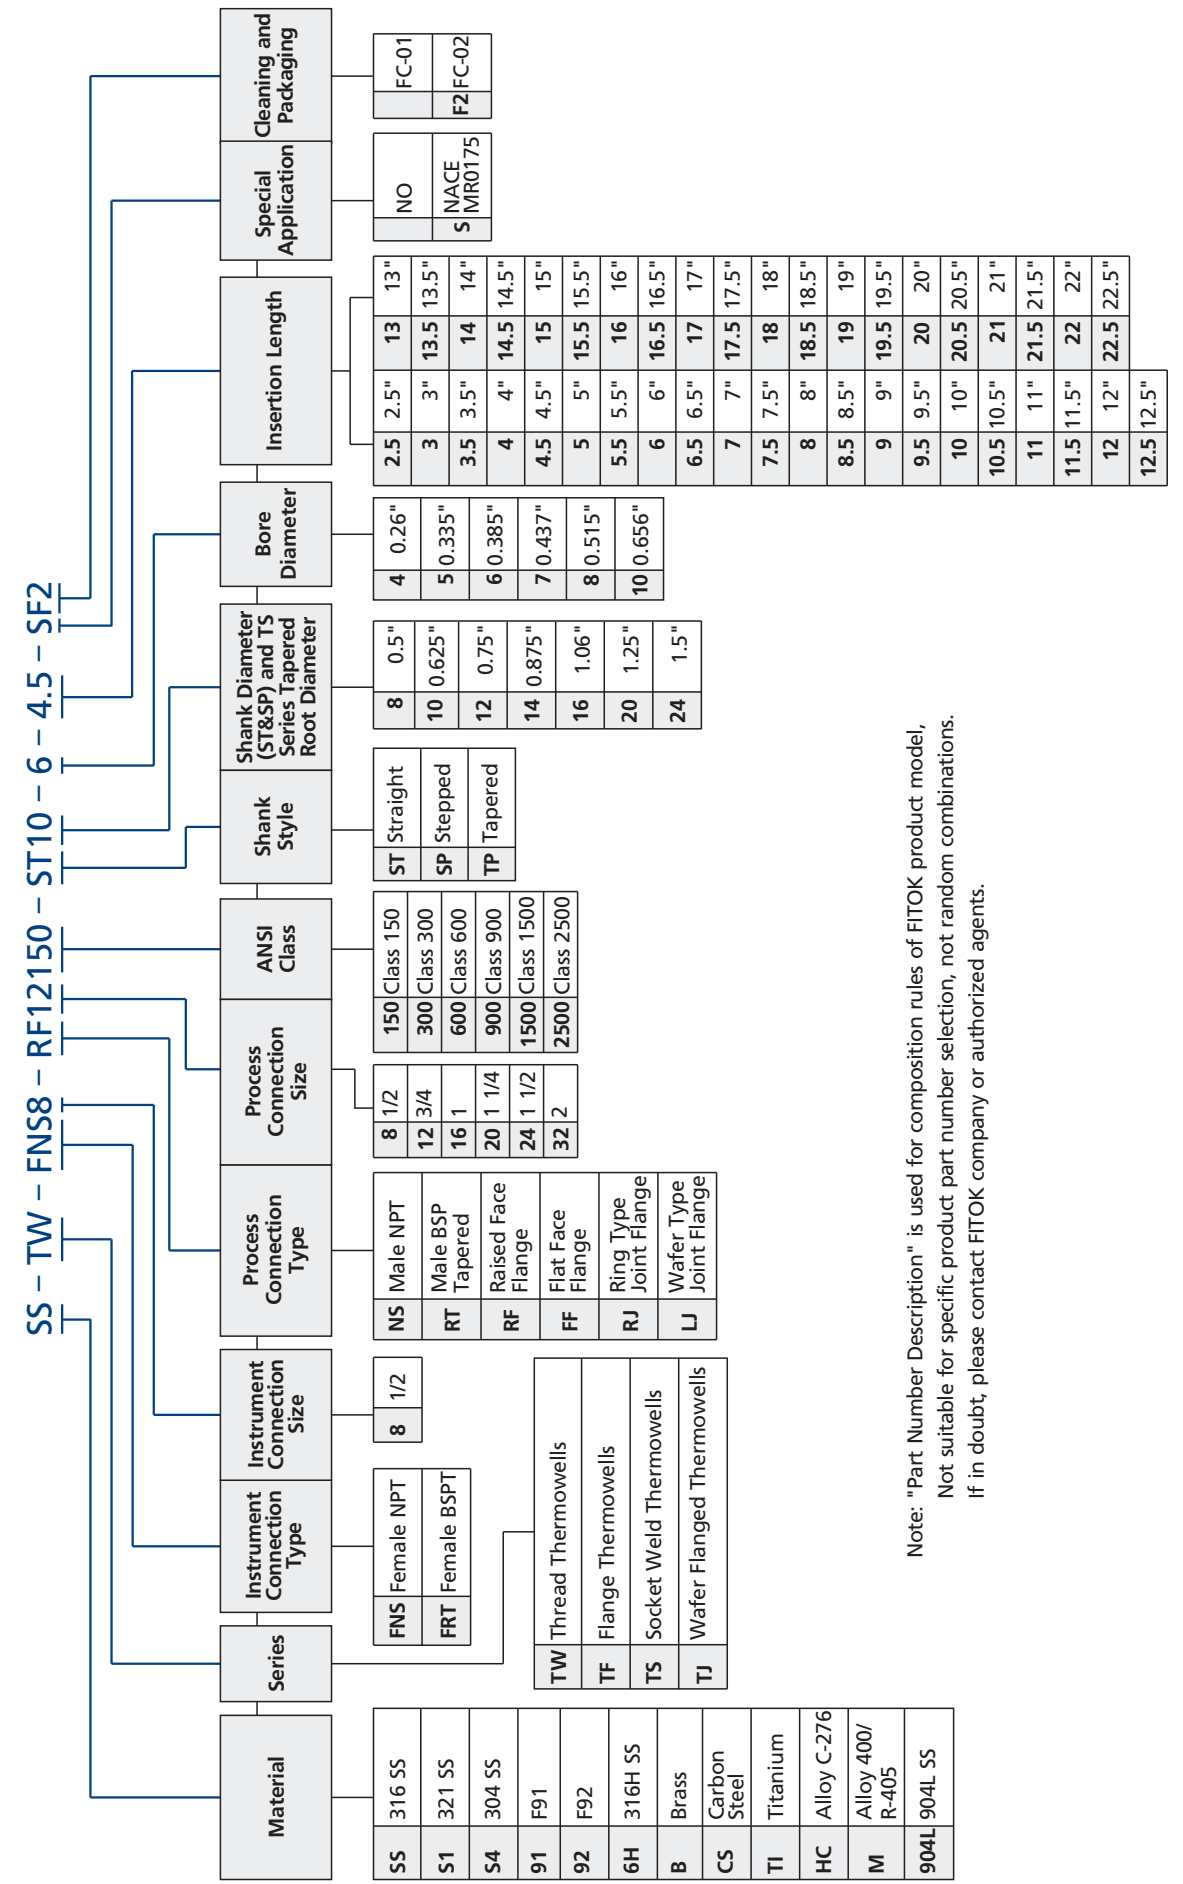 SS – TW – FNS8 – RF12150 – ST10 – 6 – 4.5 – SF2
Material
SS 316 SS
S1 321 SS
S4 304 SS
91 F91
92 F92
6H 316H SS
B Brass
CS Carbon
Steel
TI Titanium
HC Alloy C-276
M Alloy 400/
R-405
904L 904L SS
Series
TW Thread Thermowells
TF Flange Thermowells
TS Socket Weld Thermowells
TJ Wafer Flanged Thermowells
Instrument
Connection
Type
FNS Female NPT
FRT Female BSPT
Instrument
Connection
Size
8 1/2
Process
Connection
Type
NS Male NPT
RT Male BSP
Tapered
RF Raised Face
Flange
FF Flat Face
Flange
RJ Ring Type
Joint Flange
LJ Wafer Type
Joint Flange
Process
Connection
Size
8 1/2
12 3/4
16 1
20 1 1/4
24 1 1/2
32 2
ANSI
Class
150 Class 150
300 Class 300
600 Class 600
900 Class 900
1500 Class 1500
2500 Class 2500
Shank
Style
ST Straight
SP Stepped
TP Tapered
Shank Diameter
(ST&SP) and TS
Series Tapered
Root Diameter
8 0.5"
10 0.625"
12 0.75"
14 0.875"
16 1.06"
20 1.25"
24 1.5"
Bore
Diameter
4 0.26"
5 0.335"
6 0.385"
7 0.437"
8 0.515"
10 0.656"
Insertion Length
2.5 2.5" 13 13"
3 3" 13.5 13.5"
3.5 3.5" 14 14"
4 4" 14.5 14.5"
4.5 4.5" 15 15"
5 5" 15.5 15.5"
5.5 5.5" 16 16"
6 6" 16.5 16.5"
6.5 6.5" 17 17"
7 7" 17.5 17.5"
7.5 7.5" 18 18"
8 8" 18.5 18.5"
8.5 8.5" 19 19"
9 9" 19.5 19.5"
9.5 9.5" 20 20"
10 10" 20.5 20.5"
10.5 10.5" 21 21"
11 11" 21.5 21.5"
11.5 11.5" 22 22"
12 12" 22.5 22.5"
12.5 12.5"
Special
Application
NO
S NACE
MR0175
Cleaning and
Packaging
FC-01
F2 FC-02
Note: "Part Number Description" is used for composition rules of FITOK product model,
Not suitable for specific product part number selection, not random combinations.
If in doubt, please contact FITOK company or authorized agents.